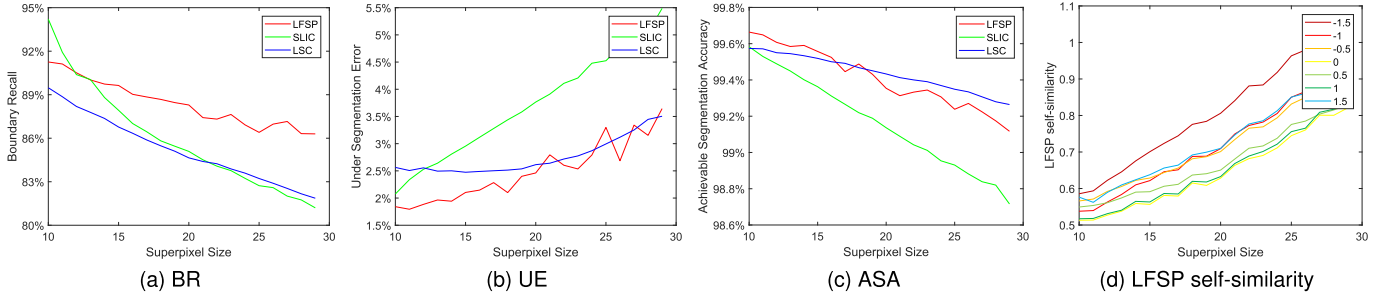 95%
92%
89%
86%
83%
80%
Boundary Recall
10 15 20 25 30
Superpixel Size
LFSP
SLIC
LSC
(a) BR
5.5%
5%
4.5%
4%
3.5%
3%
2.5%
2%
1.5%
Under Segmentation Error
10 15 20 25 30
Superpixel Size
LFSP
SLIC
LSC
(b) UE
99.8%
99.6%
99.4%
99.2%
99%
98.8%
98.6%
Achievable Segmentation Accuracy
10 15 20 25 30
Superpixel Size
LFSP
SLIC
LSC
(c) ASA
1.1
1
0.9
0.8
0.7
0.6
0.5
LFSP self-similarity
10 15 20 25 30
Superpixel Size
-1.5
-1
-0.5
0
0.5
1
1.5
(d) LFSP self-similarity